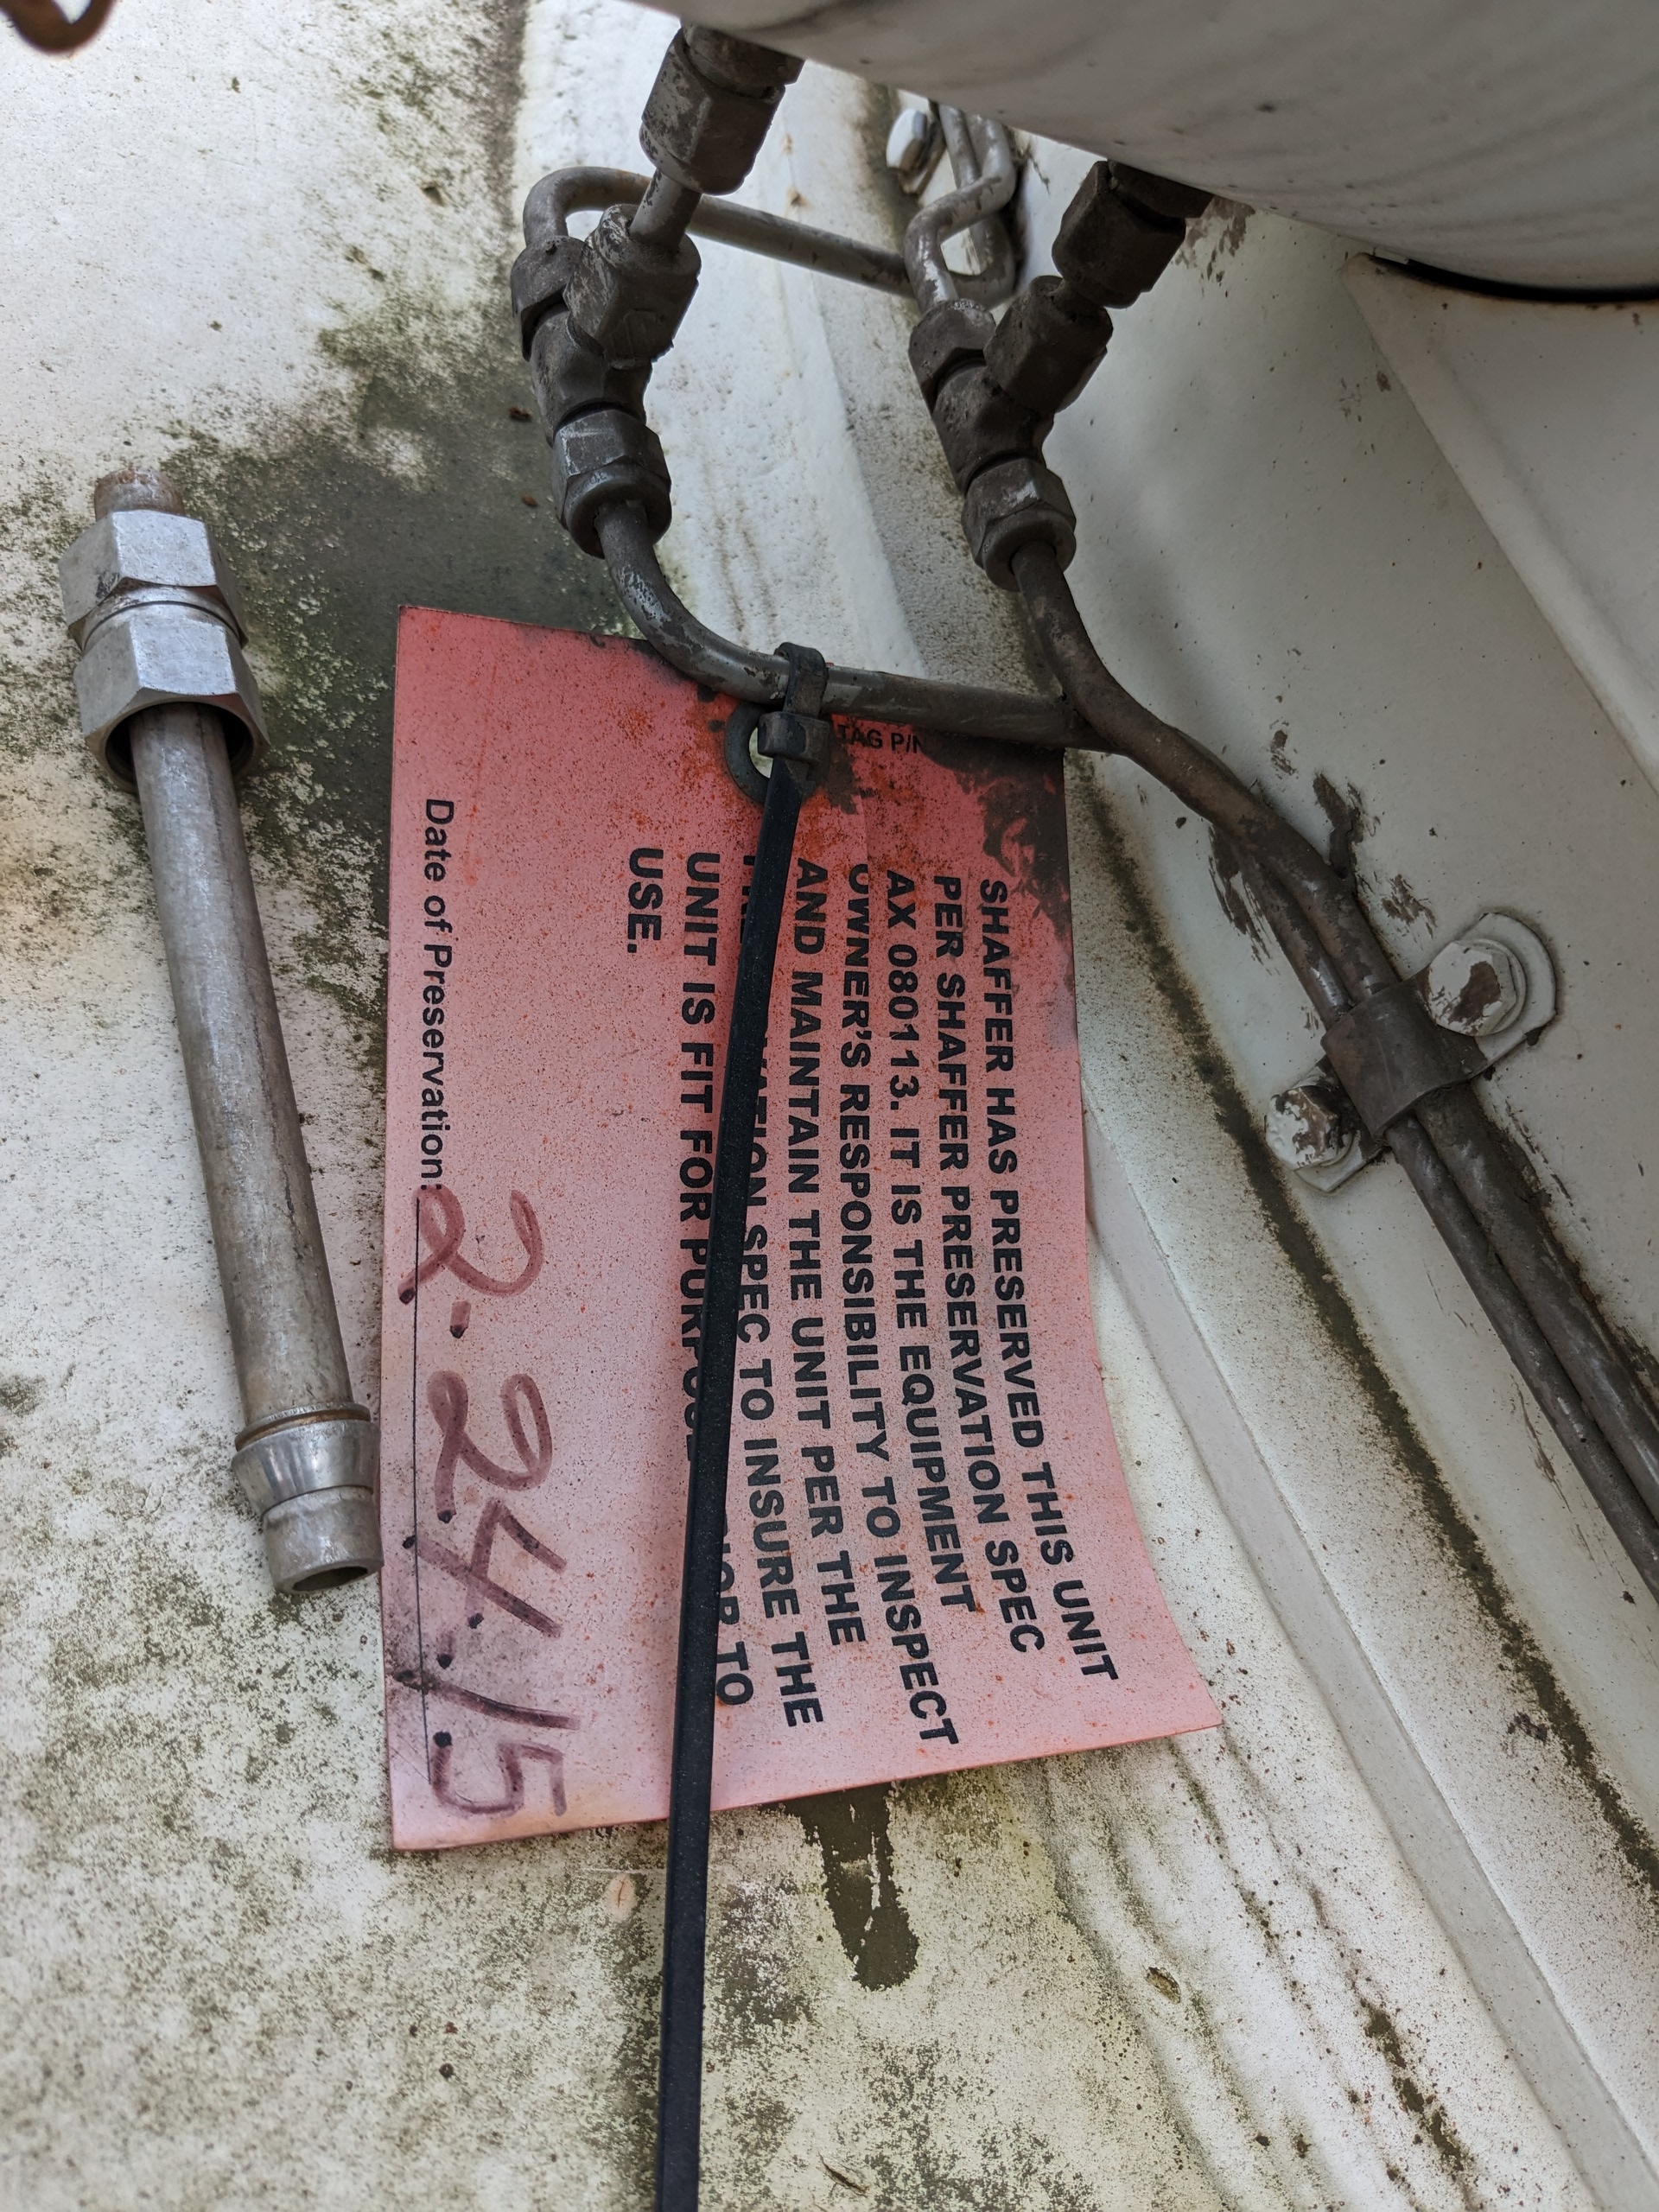 TAG P/N
SHAFFER HAS PRESERVED THIS UNIT
PER SHAFFER PRESERVATION SPEC
AX 080113. IT IS THE EQUIPMENT
OWNER'S RESPONSIBILITY TO INSPECT
AND MAINTAIN THE UNIT PER THE
SPEC TO INSURE THE
UNIT IS FIT FOR TO
USE.
Date of Preservation: 2-24-15